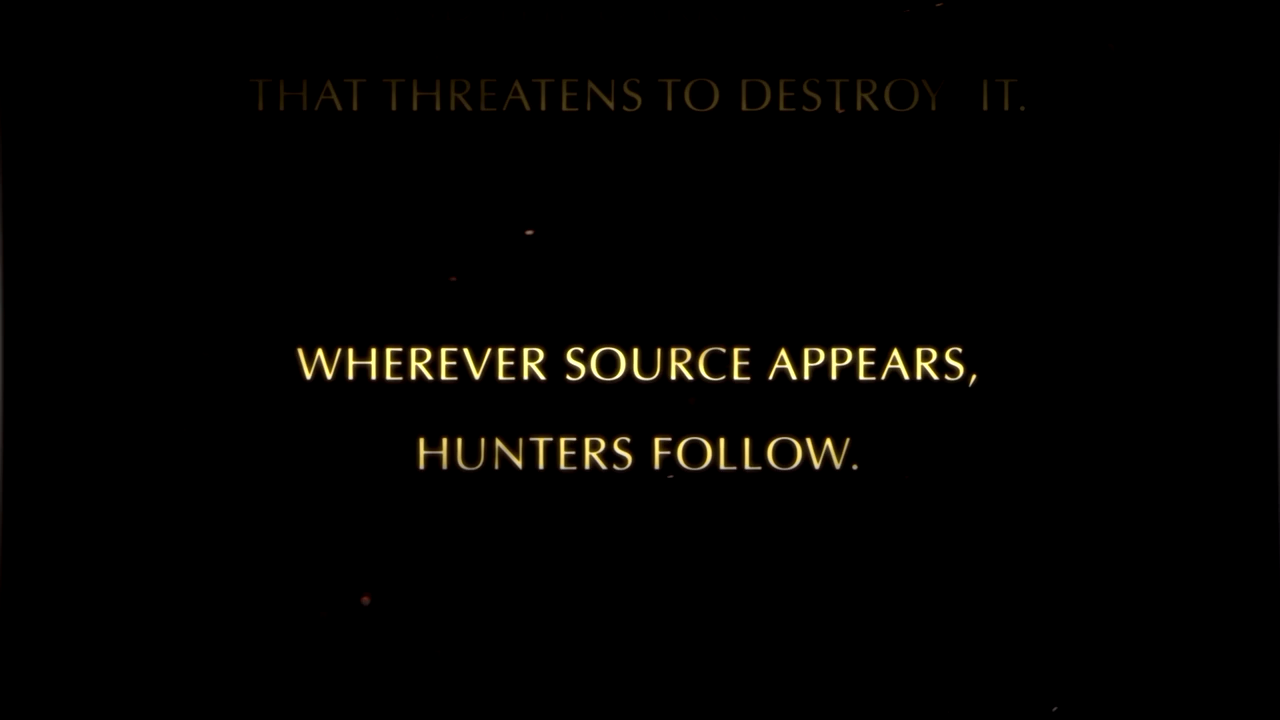 THAT THREATENS TO DESTROY IT.
WHEREVER SOURCE APPEARS,
HUNTERS FOLLOW.